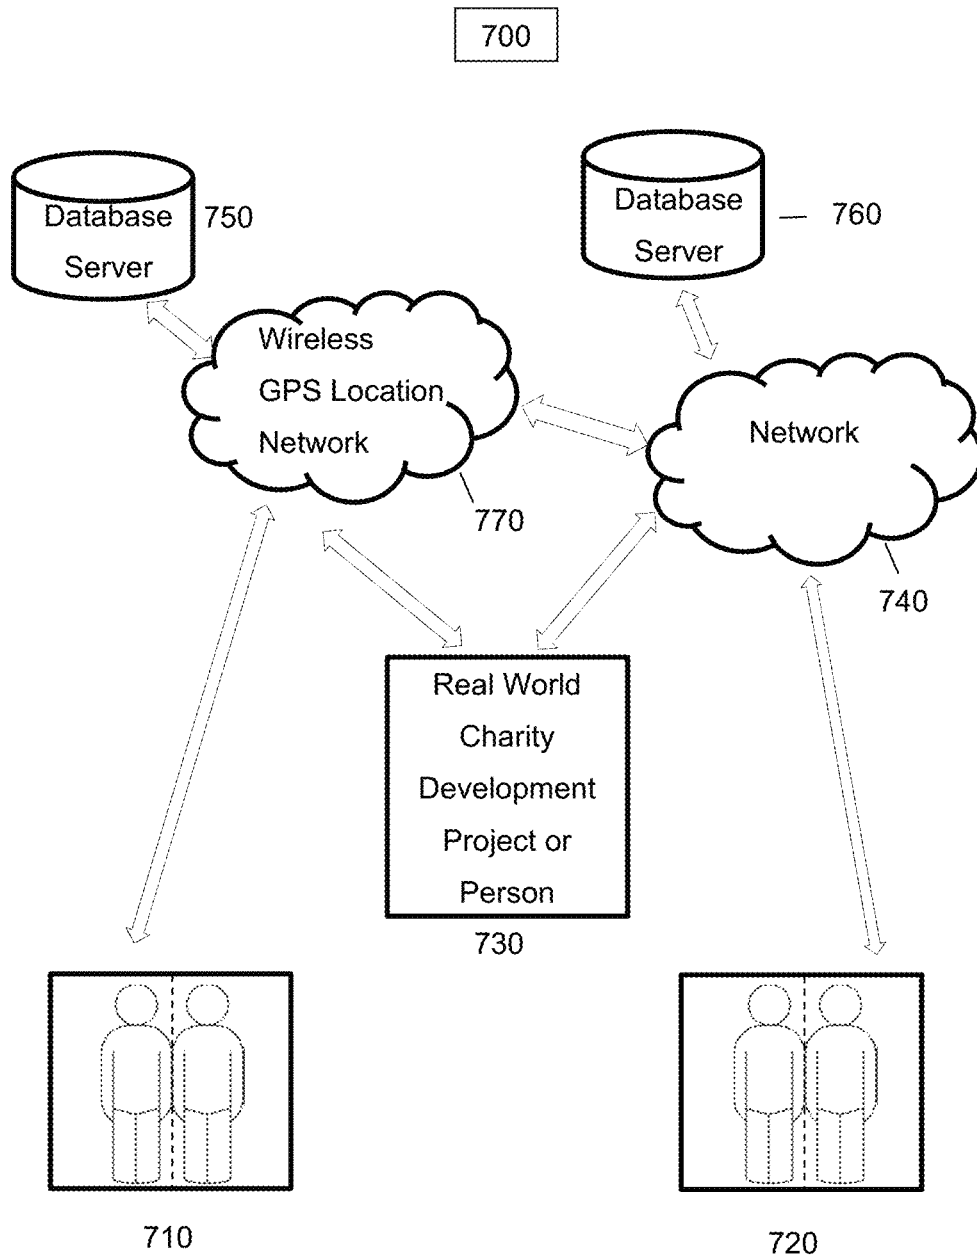 700
Database
Server
750
Database
Server
760
Wireless
GPS Location
Network
770
Network
740
Real World
Charity
Development
Project or
Person
730
710
720